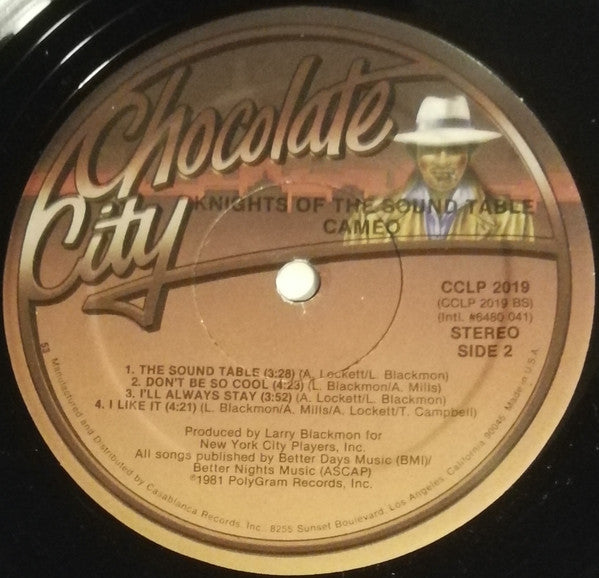 Chocolate
City
KNIGHTS OF THE SOUND TABLE
CAMEO
CCLP 2019
(CCLP 2019 BS)
(Intl. #6480 041)
STEREO
SIDE 2
1. THE SOUND TABLE (3:28) (A. Lockett/L. Blackmon)
2. DON'T BE SO COOL (4:23) (L. Blackmon/A. Mills)
3. I'LL ALWAYS STAY (3:52) (A. Lockett/L. Blackmon)
4. I LIKE IT (4:21) (L. Blackmon/A. Mills/A. Lockett/T. Campbell)
Produced by Larry Blackmon for
New York City Players, Inc.
All songs published by Better Days Music (BMI)/
Better Nights Music (ASCAP)
℗1981 PolyGram Records, Inc.
53 Manufactured and Distributed by Casablanca Records, Inc., 8255 Sunset Boulevard, Los Angeles, California 90045 Made in U.S.A.